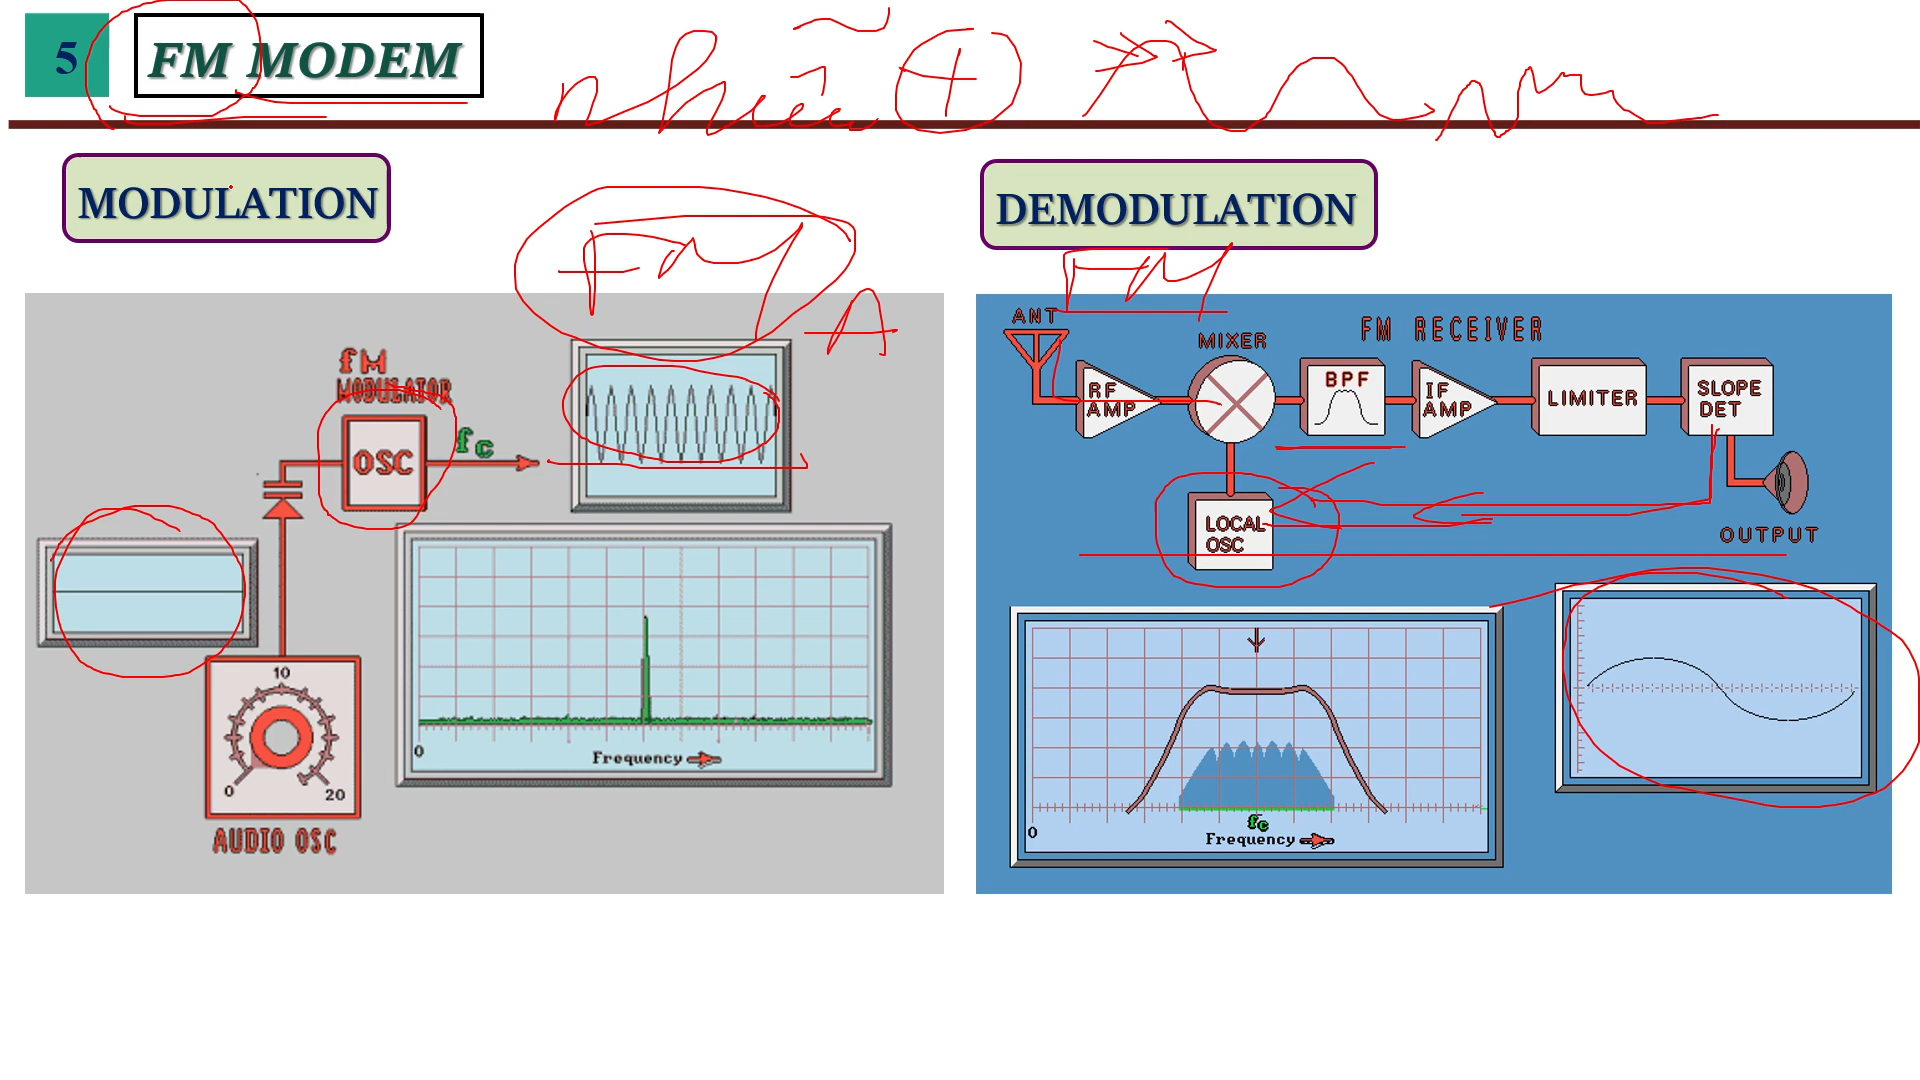 5 FM MODEM
nhiễu
MODULATION
DEMODULATION
FM
A
FM
ANT
MIXER
FM RECEIVER
RF AMP
BPF
IF AMP
LIMITER
SLOPE DET
LOCAL OSC
OUTPUT
fM
MODULATOR
OSC
fc
10
0
20
AUDIO OSC
0
Frequency
0
fc
Frequency